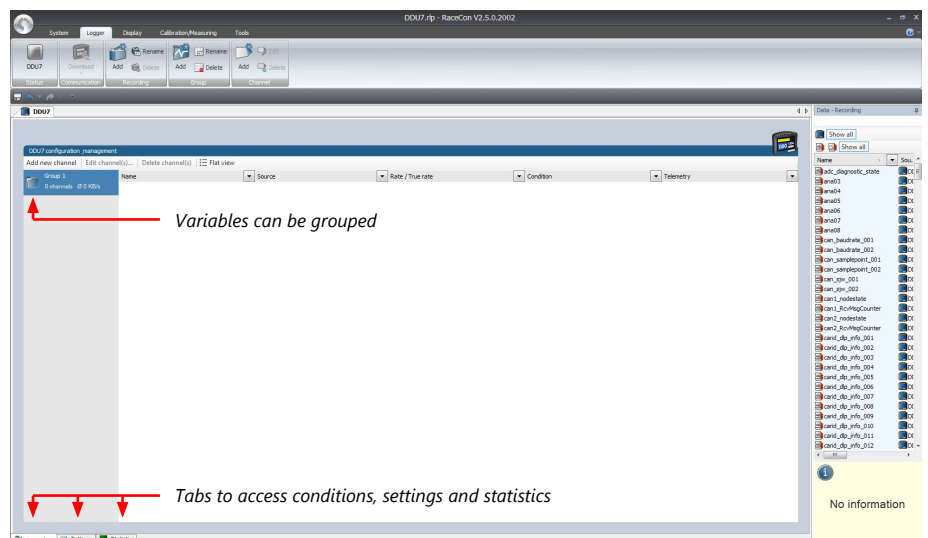 DDU7.rlp - RaceCon V2.5.0.2002
System Logger Display Calibration/Measuring Tools
DDU7 Download Add Rename Delete Add Rename Delete Add Edit Delete
Status Communication Recording Group Channel
DDU7
Data - Recording
Show all
Show all
DDU7 configuration_management
Add new channel Edit channel(s)... Delete channel(s) Flat view
Group 1
0 channels Ø 0 KB/s
Name Source Rate / True rate Condition Telemetry
Variables can be grouped
Tabs to access conditions, settings and statistics
Name Sou.
adc_diagnostic_state
ana03
ana04
ana05
ana06
ana07
ana08
can_baudrate_001
can_baudrate_002
can_samplepoint_001
can_samplepoint_002
can_sjw_001
can_sjw_002
can1_nodestate
can1_RcvMsgCounter
can2_nodestate
can2_RcvMsgCounter
carid_dlp_info_001
carid_dlp_info_002
carid_dlp_info_003
carid_dlp_info_004
carid_dlp_info_005
carid_dlp_info_006
carid_dlp_info_007
carid_dlp_info_008
carid_dlp_info_009
carid_dlp_info_010
carid_dlp_info_011
carid_dlp_info_012
No information